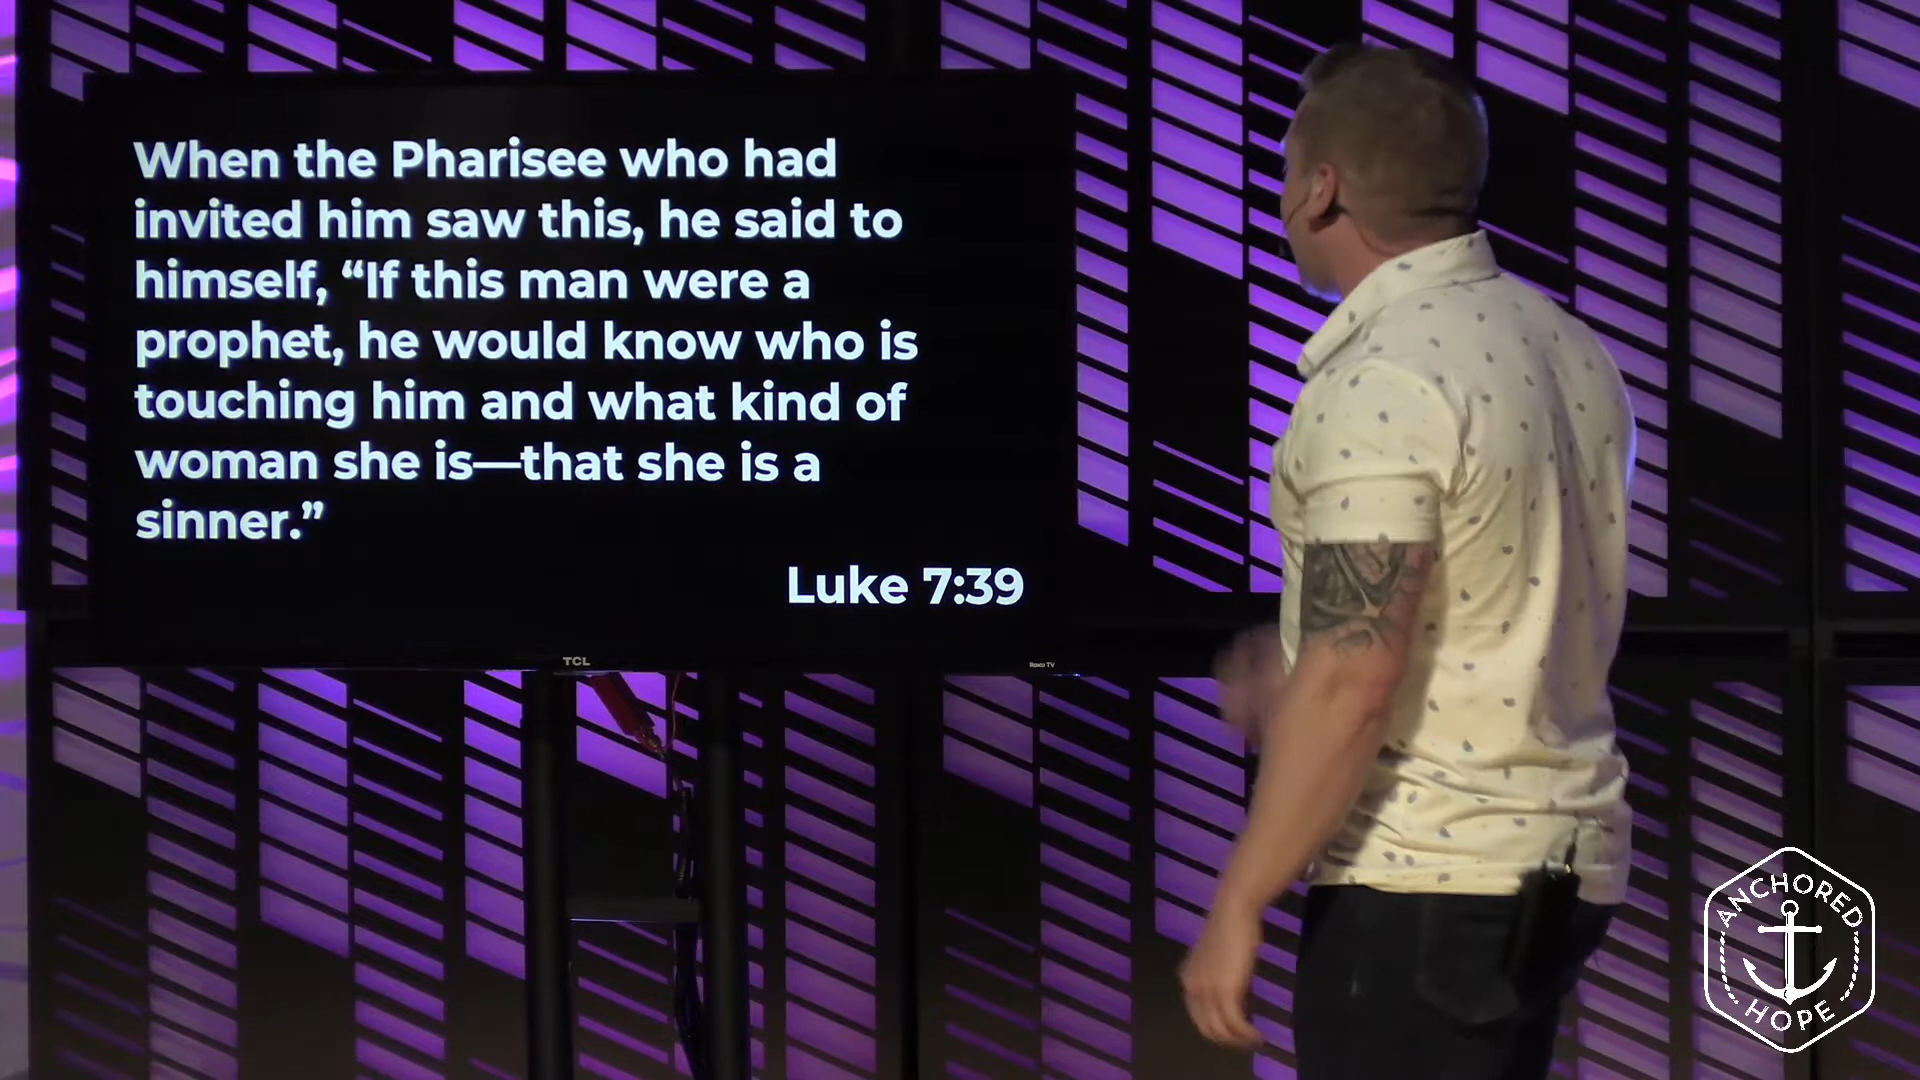 When the Pharisee who had
invited him saw this, he said to
himself, “If this man were a
prophet, he would know who is
touching him and what kind of
woman she is—that she is a
sinner.”
Luke 7:39
TCL
Roku TV
ANCHORED
HOPE